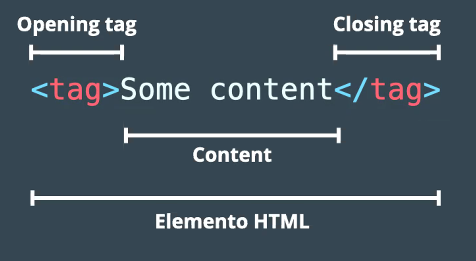 Opening tag Closing tag
<tag>Some content</tag>
Content
Elemento HTML